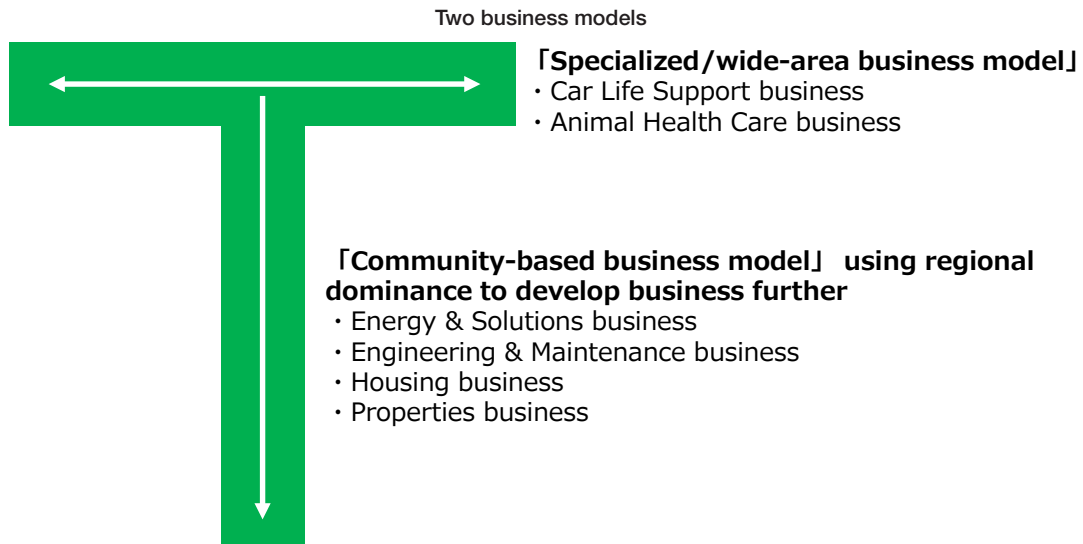 Two business models
「Specialized/wide-area business model」
・Car Life Support business
・Animal Health Care business
「Community-based business model」 using regional
dominance to develop business further
・Energy & Solutions business
・Engineering & Maintenance business
・Housing business
・Properties business